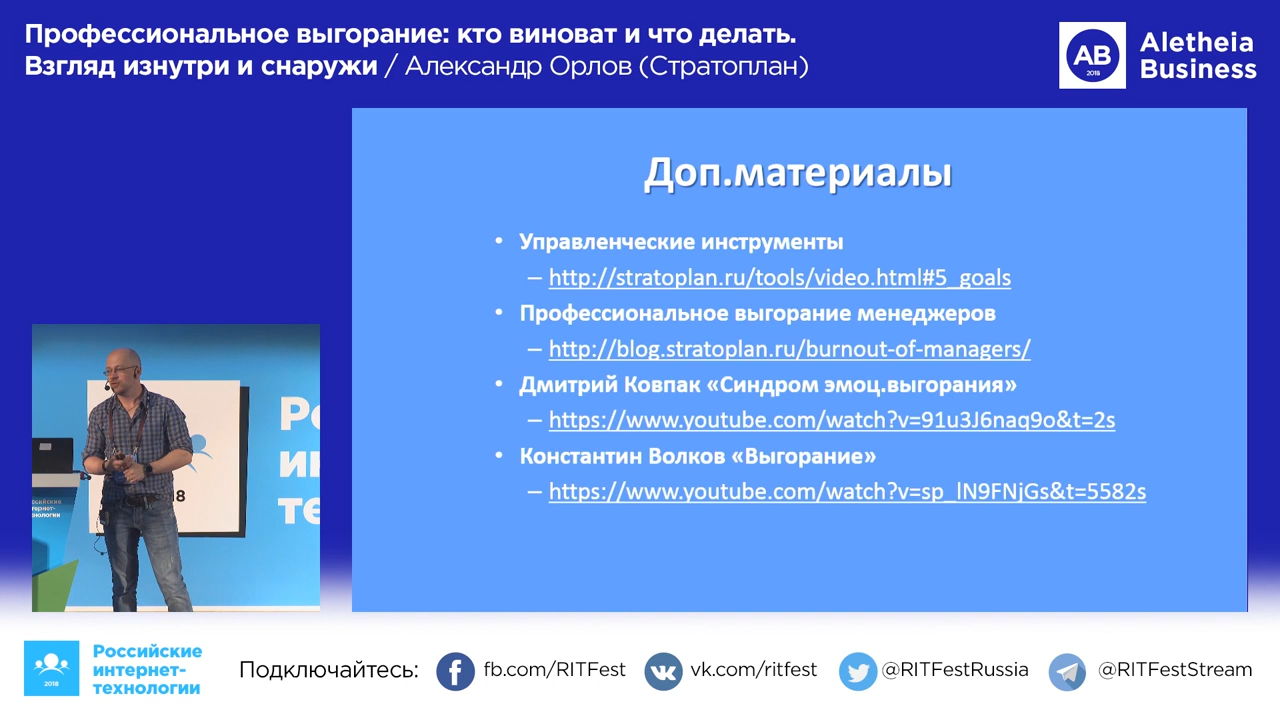 Профессиональное выгорание: кто виноват и что делать.
Взгляд изнутри и снаружи / Александр Орлов (Стратоплан)
AB
2018
Aletheia
Business
Доп.материалы
• Управленческие инструменты
– http://stratoplan.ru/tools/video.html#5_goals
• Профессиональное выгорание менеджеров
– http://blog.stratoplan.ru/burnout-of-managers/
• Дмитрий Ковпак «Синдром эмоц.выгорания»
– https://www.youtube.com/watch?v=91u3J6naq9o&t=2s
• Константин Волков «Выгорание»
– https://www.youtube.com/watch?v=sp_lN9FNjGs&t=5582s
2018
Российские
интернет-
технологии
Подключайтесь:
fb.com/RITFest
vk.com/ritfest
@RITFestRussia
@RITFestStream